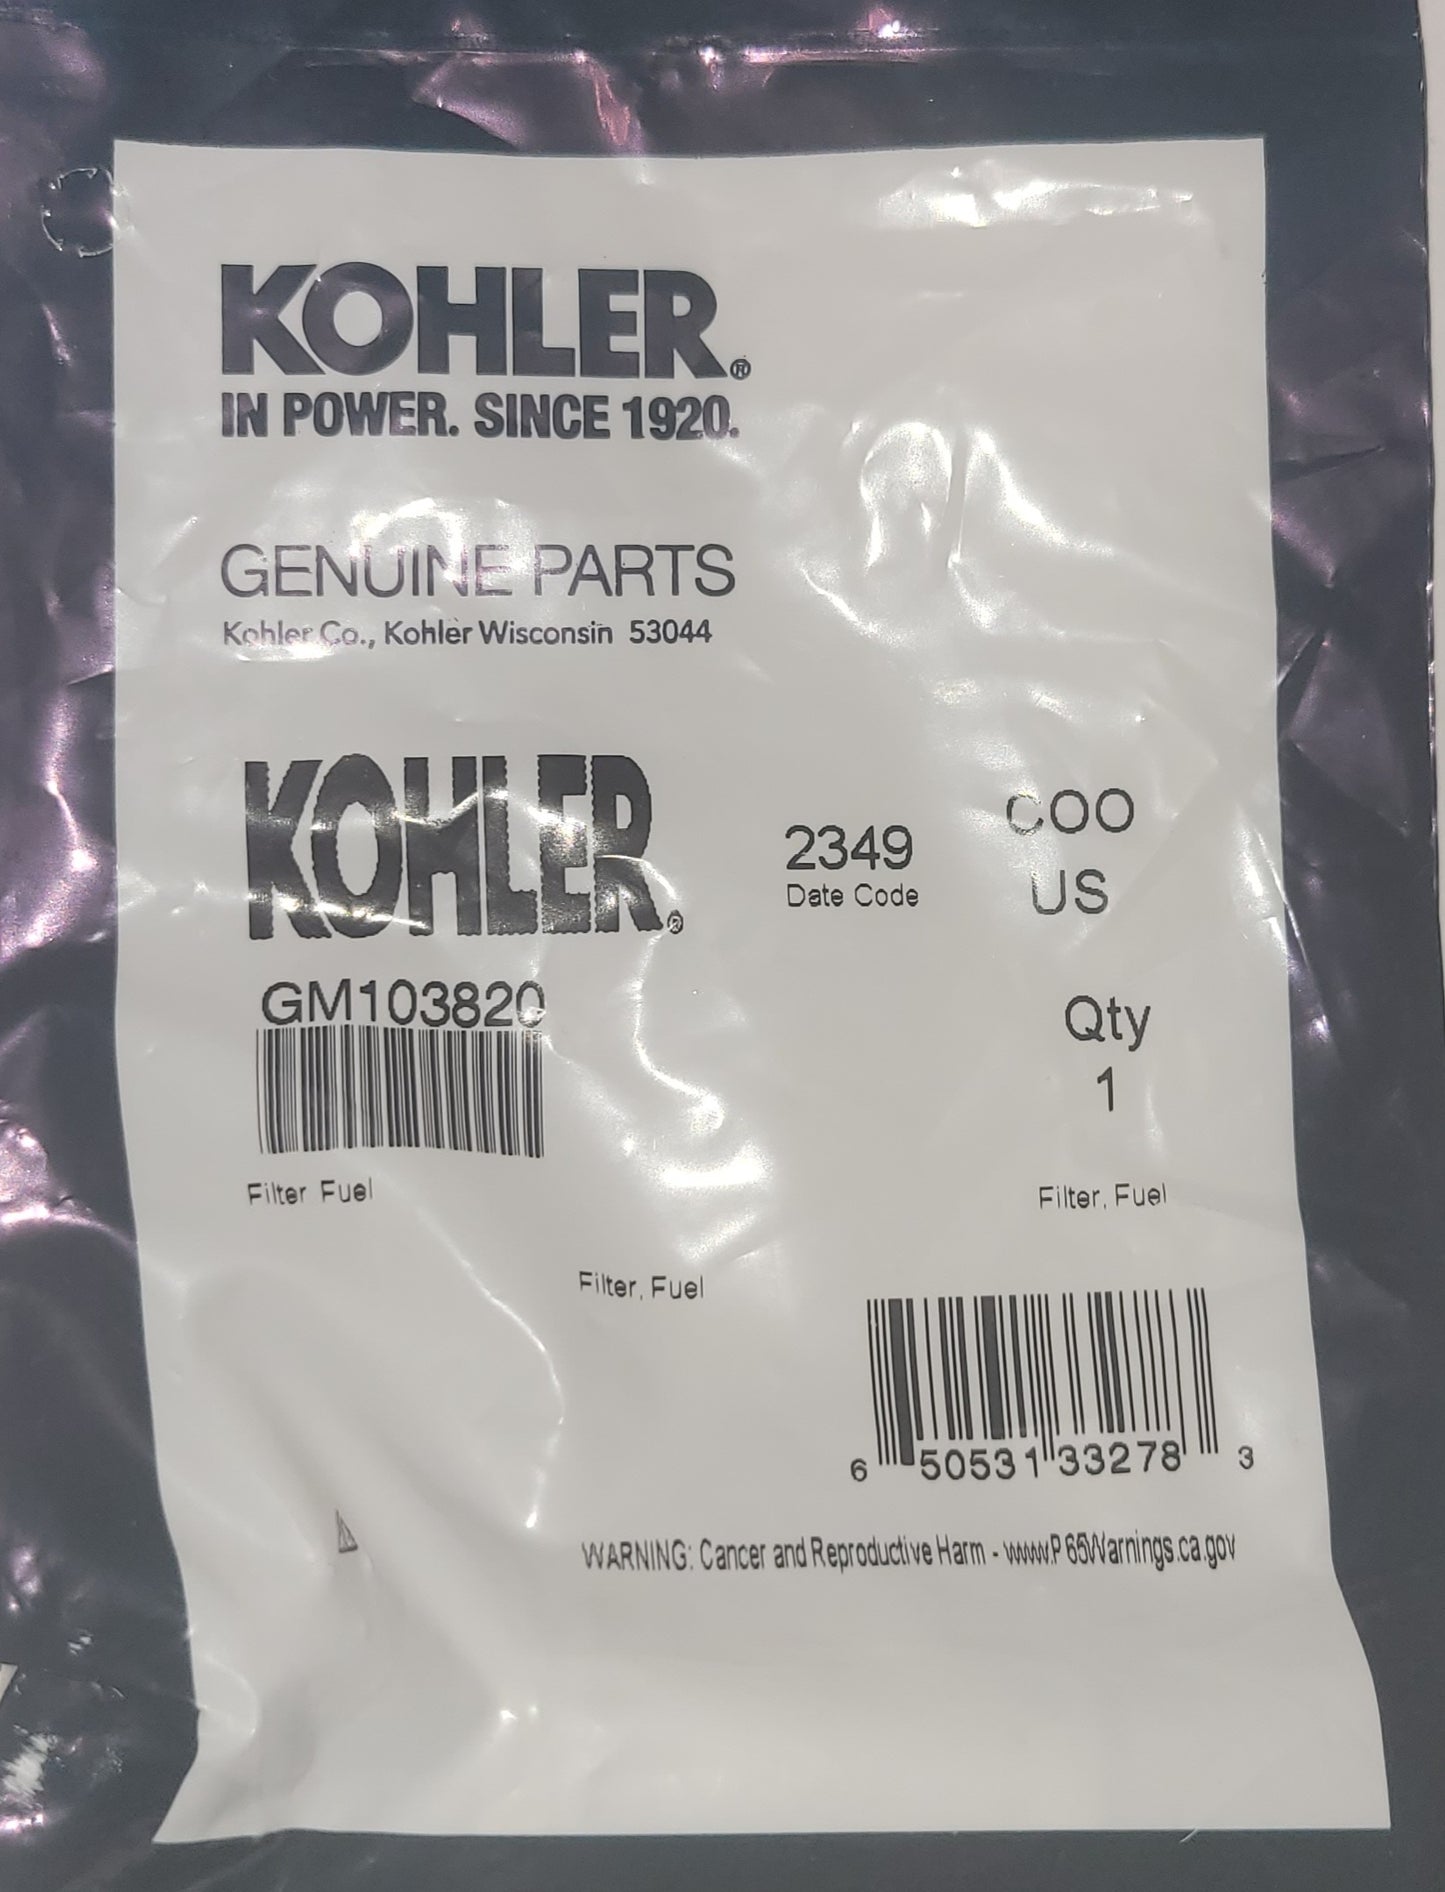 KOHLER®
IN POWER. SINCE 1920.
GENUINE PARTS
Kohler Co., Kohler Wisconsin 53044
KOHLER®
2349
Date Code
COO
US
GM103820
Qty
1
Filter Fuel
Filter, Fuel
Filter, Fuel
6 50531 33278 3
WARNING: Cancer and Reproductive Harm - www.P65Warnings.ca.gov